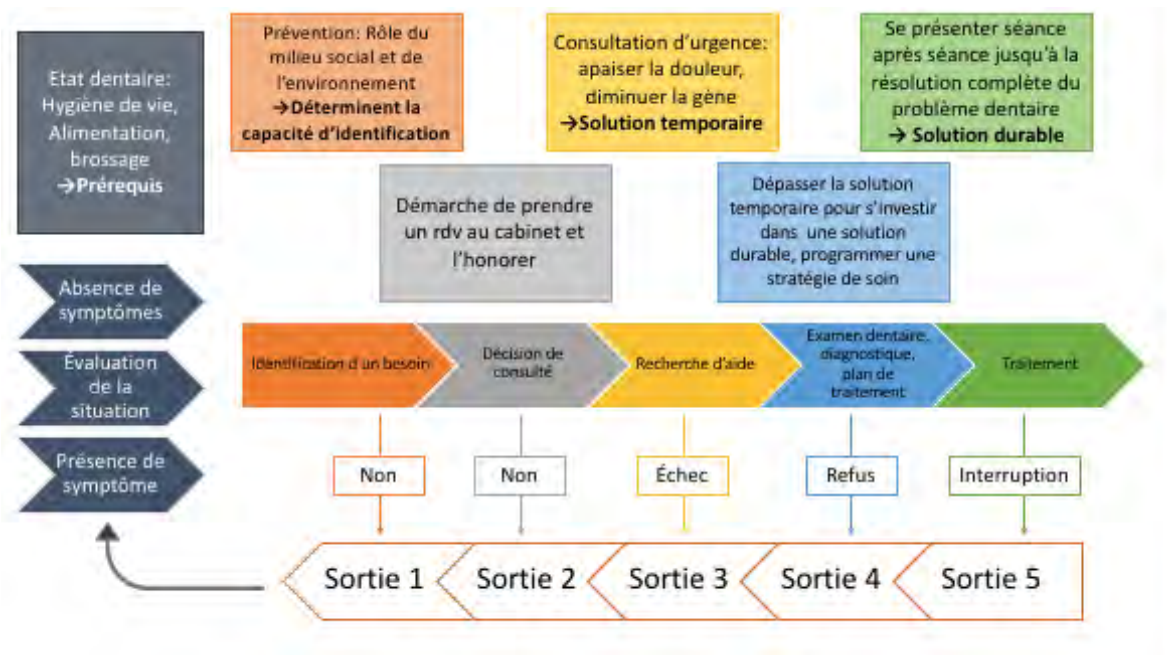 Etat dentaire:
Hygiène de vie,
Alimentation,
brossage
→Prérequis
Prévention: Rôle du
milieu social et de
l'environnement
→Déterminent la
capacité d'identification
Consultation d'urgence:
apaiser la douleur,
diminuer la gène
→Solution temporaire
Se présenter séance
après séance jusqu'à la
résolution complète du
problème dentaire
→ Solution durable
Démarche de prendre
un rdv au cabinet et
l'honorer
Dépasser la solution
temporaire pour s'investir
dans une solution
durable, programmer une
stratégie de soin
Absence de
symptômes
Évaluation
de la
situation
Présence de
symptôme
Identification d'un besoin
Décision de
consulté
Recherche d'aide
Examen dentaire,
diagnostique,
plan de
traitement
Traitement
Non
Non
Échec
Refus
Interruption
Sortie 1
Sortie 2
Sortie 3
Sortie 4
Sortie 5